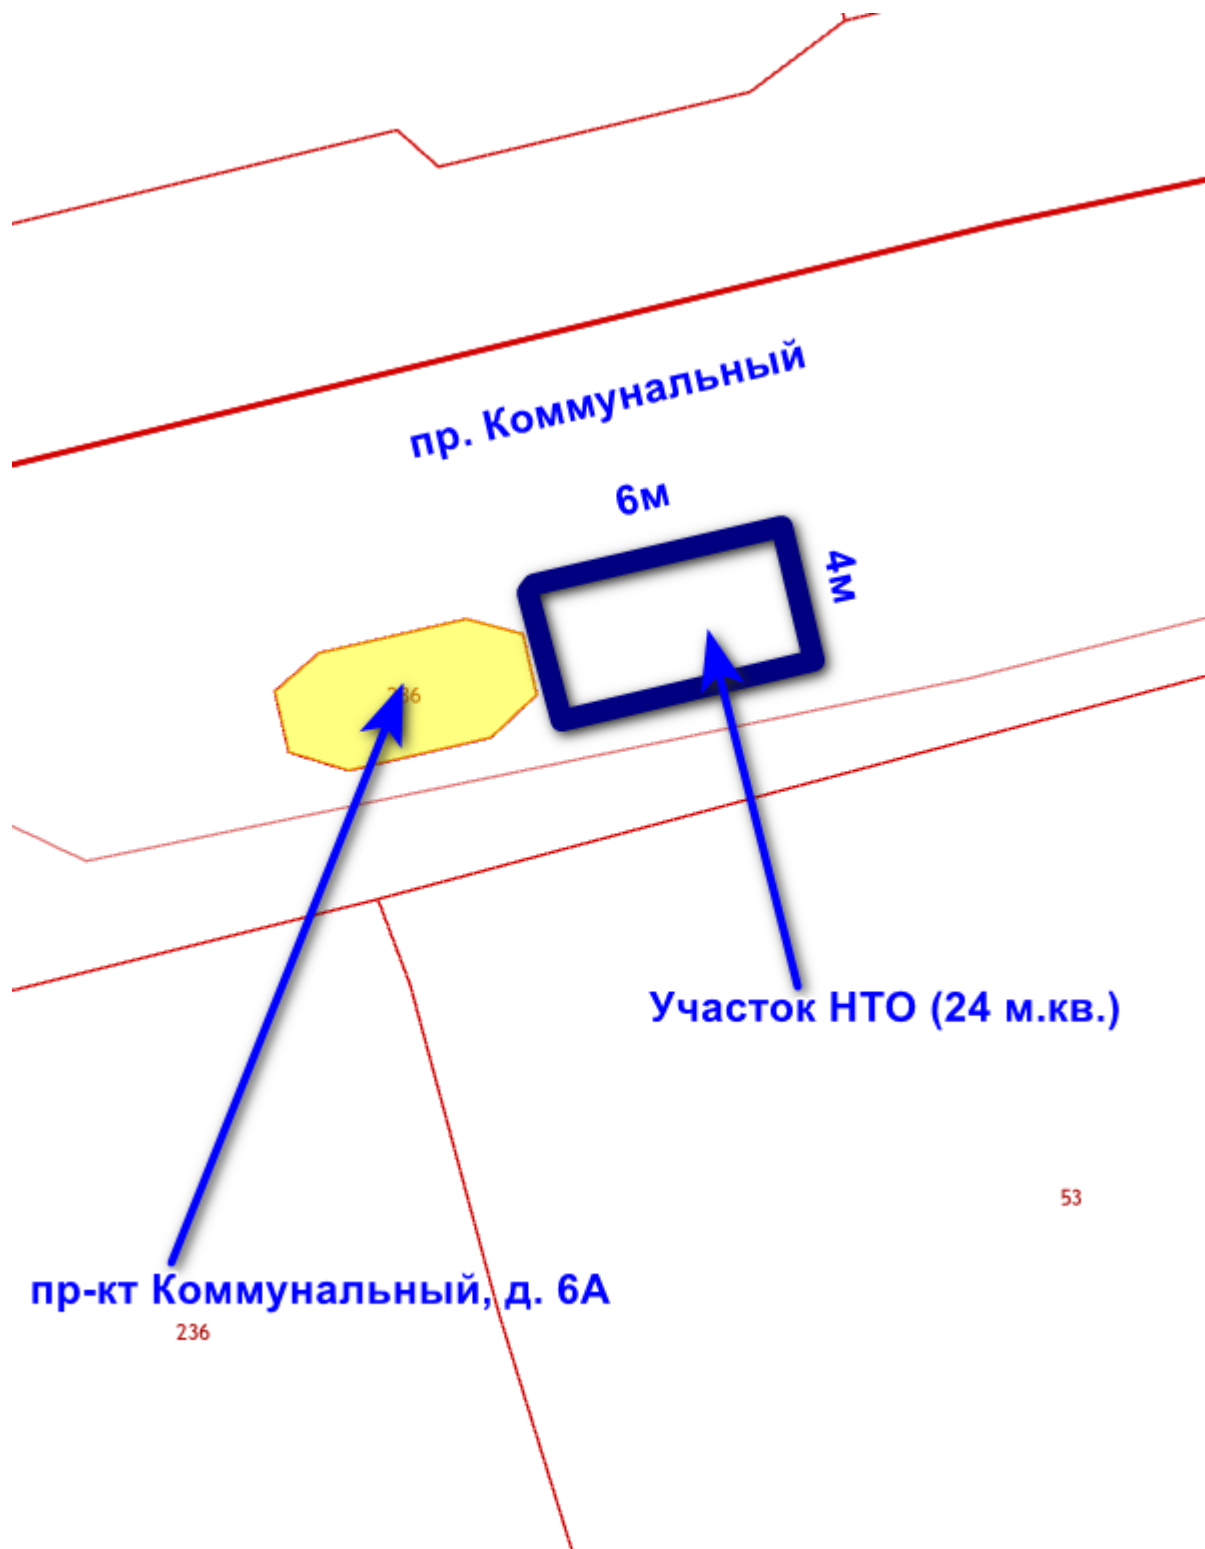 пр. Коммунальный
6м
4м
Участок НТО (24 м.кв.)
53
пр-кт Коммунальный, д. 6А
236